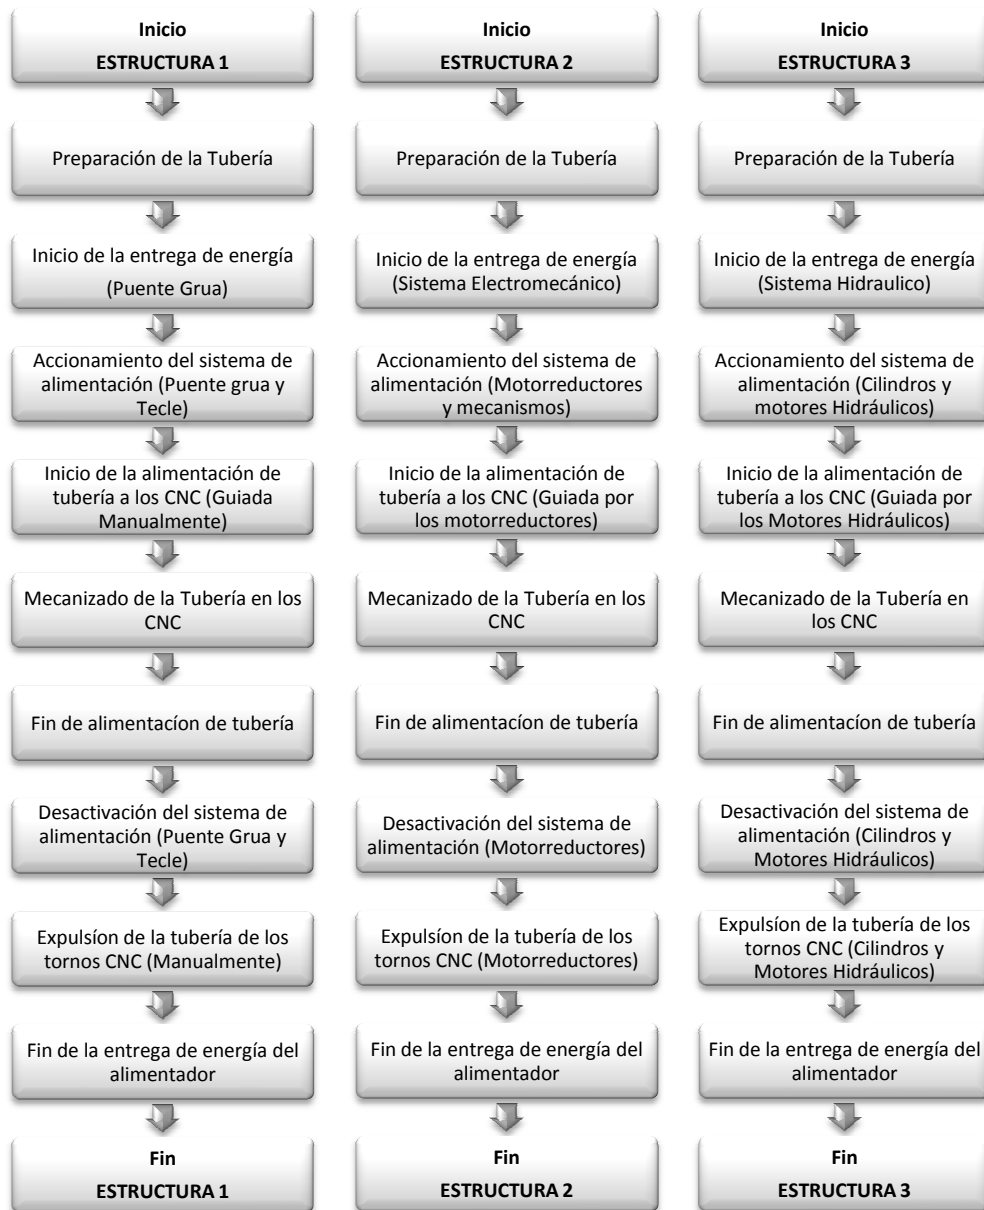 Inicio
ESTRUCTURA 1
Preparación de la Tubería
Inicio de la entrega de energía
(Puente Grua)
Accionamiento del sistema de
alimentación (Puente grua y
Tecle)
Inicio de la alimentación de
tubería a los CNC (Guiada
Manualmente)
Mecanizado de la Tubería en los
CNC
Fin de alimentacíon de tubería
Desactivación del sistema de
alimentación (Puente Grua y
Tecle)
Expulsíon de la tubería de los
tornos CNC (Manualmente)
Fin de la entrega de energía del
alimentador
Fin
ESTRUCTURA 1
Inicio
ESTRUCTURA 2
Preparación de la Tubería
Inicio de la entrega de energía
(Sistema Electromecánico)
Accionamiento del sistema de
alimentación (Motorreductores
y mecanismos)
Inicio de la alimentación de
tubería a los CNC (Guiada por
los motorreductores)
Mecanizado de la Tubería en los
CNC
Fin de alimentacíon de tubería
Desactivación del sistema de
alimentación (Motorreductores)
Expulsíon de la tubería de los
tornos CNC (Motorreductores)
Fin de la entrega de energía del
alimentador
Fin
ESTRUCTURA 2
Inicio
ESTRUCTURA 3
Preparación de la Tubería
Inicio de la entrega de energía
(Sistema Hidraulico)
Accionamiento del sistema de
alimentación (Cilindros y
motores Hidráulicos)
Inicio de la alimentación de
tubería a los CNC (Guiada por
los Motores Hidráulicos)
Mecanizado de la Tubería en
los CNC
Fin de alimentacíon de tubería
Desactivación del sistema de
alimentación (Cilindros y
Motores Hidráulicos)
Expulsíon de la tubería de los
tornos CNC (Cilindros y
Motores Hidráulicos)
Fin de la entrega de energía del
alimentador
Fin
ESTRUCTURA 3